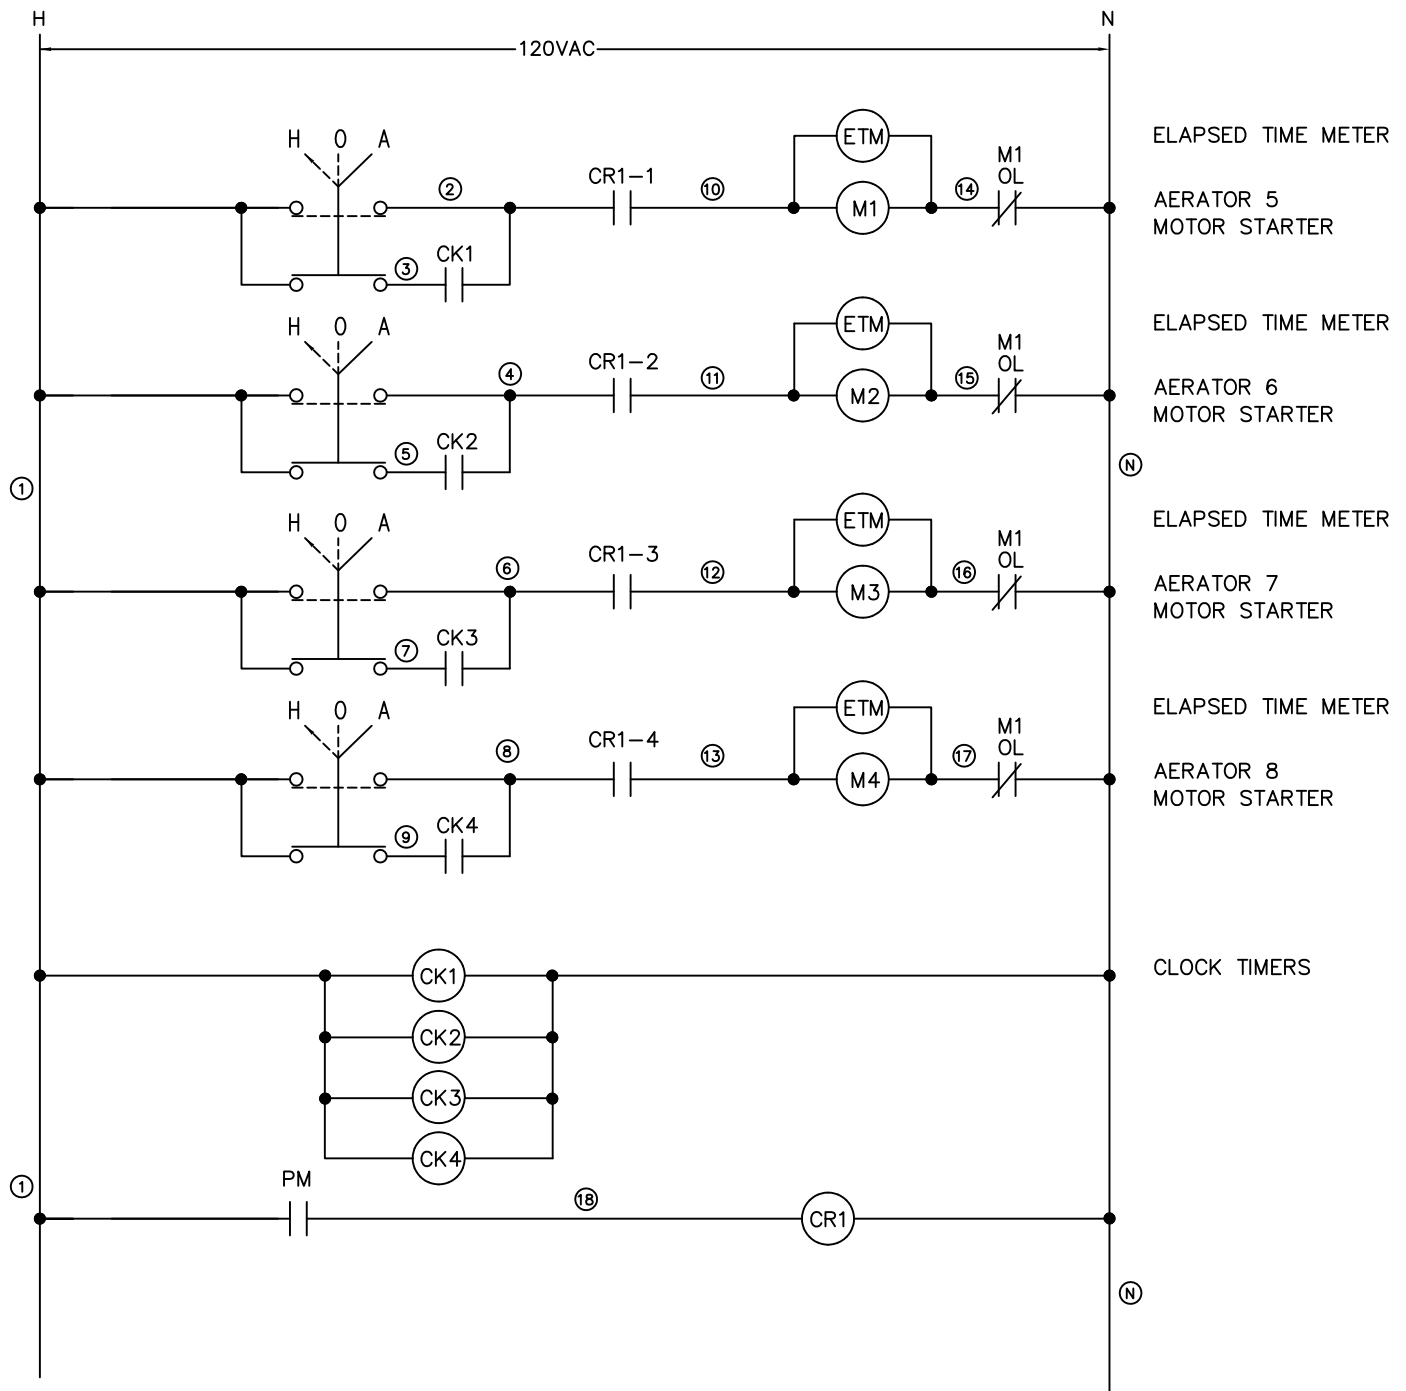 H N
120VAC
ETM ELAPSED TIME METER
H O A
M1
OL
CR1-1
2 10 14
M1 AERATOR 5
MOTOR STARTER
CK1
3
ETM ELAPSED TIME METER
H O A
M1
OL
CR1-2
4 11 15
M2 AERATOR 6
MOTOR STARTER
CK2
5
N
1
ETM ELAPSED TIME METER
H O A
M1
OL
CR1-3
6 12 16
M3 AERATOR 7
MOTOR STARTER
CK3
7
ETM ELAPSED TIME METER
H O A
M1
OL
CR1-4
8 13 17
M4 AERATOR 8
MOTOR STARTER
CK4
9
CK1 CLOCK TIMERS
CK2
CK3
CK4
PM
1
18
CR1
N